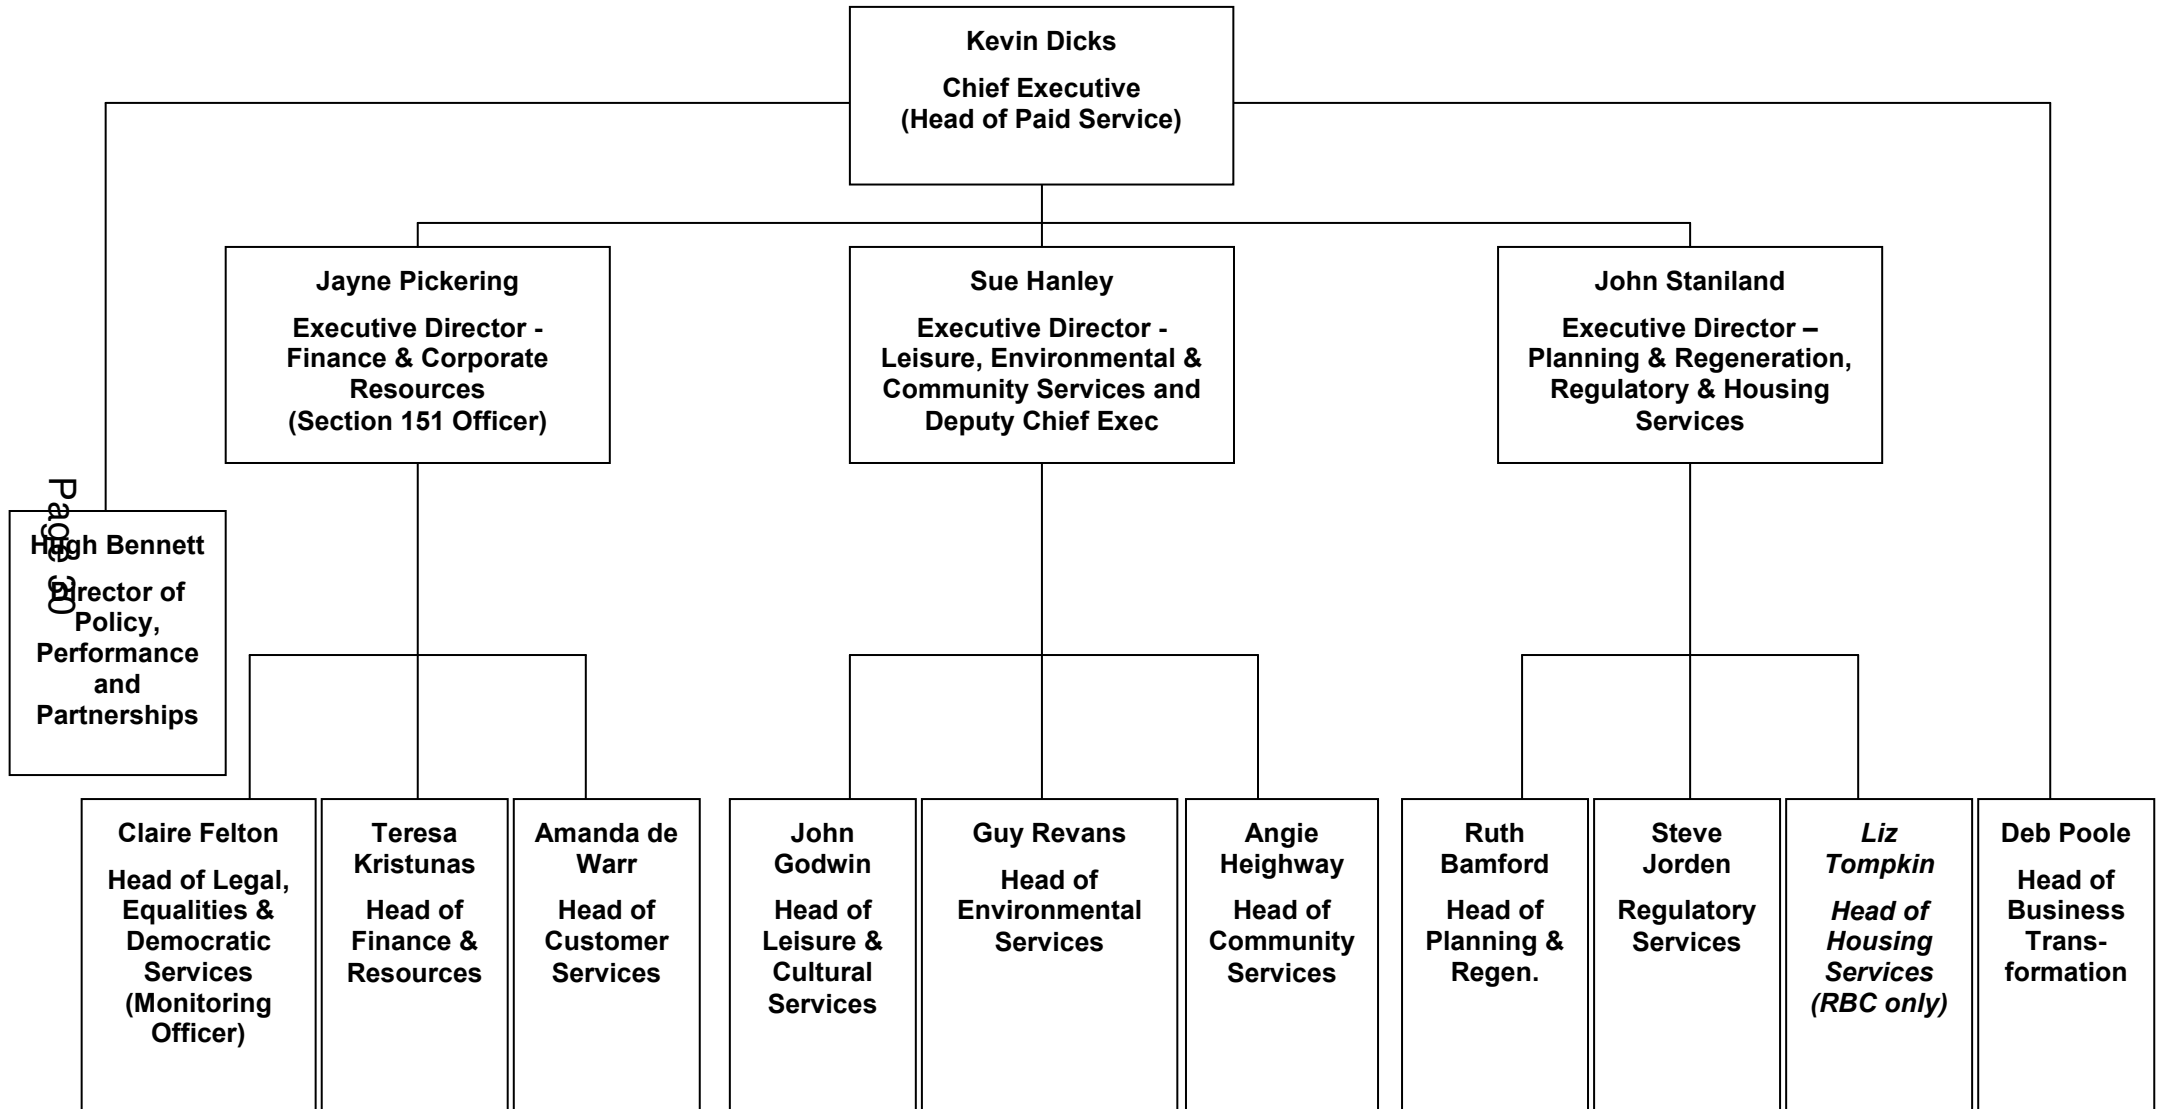 Kevin Dicks
Chief Executive
(Head of Paid Service)
Jayne Pickering
Executive Director -
Finance & Corporate
Resources
(Section 151 Officer)
Sue Hanley
Executive Director -
Leisure, Environmental &
Community Services and
Deputy Chief Exec
John Staniland
Executive Director –
Planning & Regeneration,
Regulatory & Housing
Services
Page 30
Hugh Bennett
Director of
Policy,
Performance
and
Partnerships
Claire Felton
Head of Legal,
Equalities &
Democratic
Services
(Monitoring
Officer)
Teresa
Kristunas
Head of
Finance &
Resources
Amanda de
Warr
Head of
Customer
Services
John
Godwin
Head of
Leisure &
Cultural
Services
Guy Revans
Head of
Environmental
Services
Angie
Heighway
Head of
Community
Services
Ruth
Bamford
Head of
Planning &
Regen.
Steve
Jorden
Regulatory
Services
Liz
Tompkin
Head of
Housing
Services
(RBC only)
Deb Poole
Head of
Business
Trans-
formation